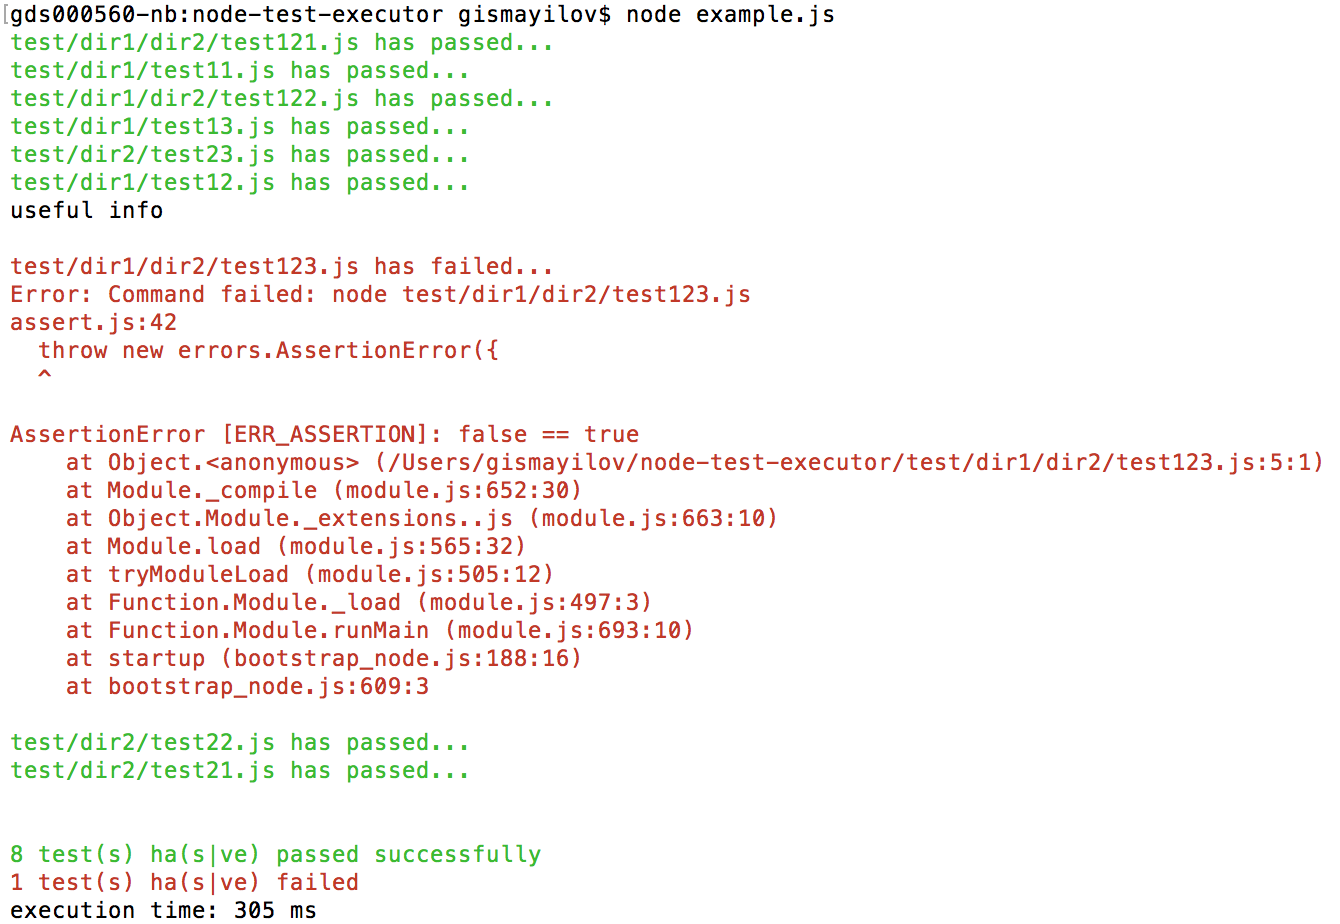 [gds000560-nb:node-test-executor gismayilov$ node example.js
test/dir1/dir2/test121.js has passed...
test/dir1/test11.js has passed...
test/dir1/dir2/test122.js has passed...
test/dir1/test13.js has passed...
test/dir2/test23.js has passed...
test/dir1/test12.js has passed...
useful info
test/dir1/dir2/test123.js has failed...
Error: Command failed: node test/dir1/dir2/test123.js
assert.js:42
  throw new errors.AssertionError({
  ^
AssertionError [ERR_ASSERTION]: false == true
    at Object.<anonymous> (/Users/gismayilov/node-test-executor/test/dir1/dir2/test123.js:5:1)
    at Module._compile (module.js:652:30)
    at Object.Module._extensions..js (module.js:663:10)
    at Module.load (module.js:565:32)
    at tryModuleLoad (module.js:505:12)
    at Function.Module._load (module.js:497:3)
    at Function.Module.runMain (module.js:693:10)
    at startup (bootstrap_node.js:188:16)
    at bootstrap_node.js:609:3
test/dir2/test22.js has passed...
test/dir2/test21.js has passed...
8 test(s) ha(s|ve) passed successfully
1 test(s) ha(s|ve) failed
execution time: 305 ms